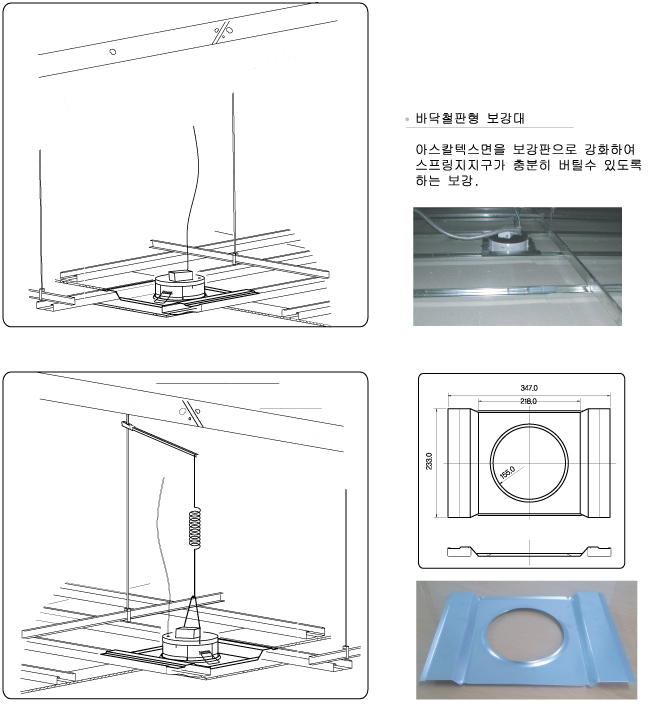 바닥철판형 보강대
아스칼텍스면을 보강판으로 강화하여
스프링지지구가 충분히 버틸수 있도록
하는 보강.
347.0
218.0
233.0
155.0